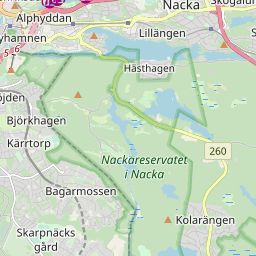 Nacka
Alphyddan
Lillängen
Hästhagen
Björkhagen
Kärrtorp
260
Nackareservatet
i Nacka
Bagarmossen
Kolarängen
Skarpnäcks
gård